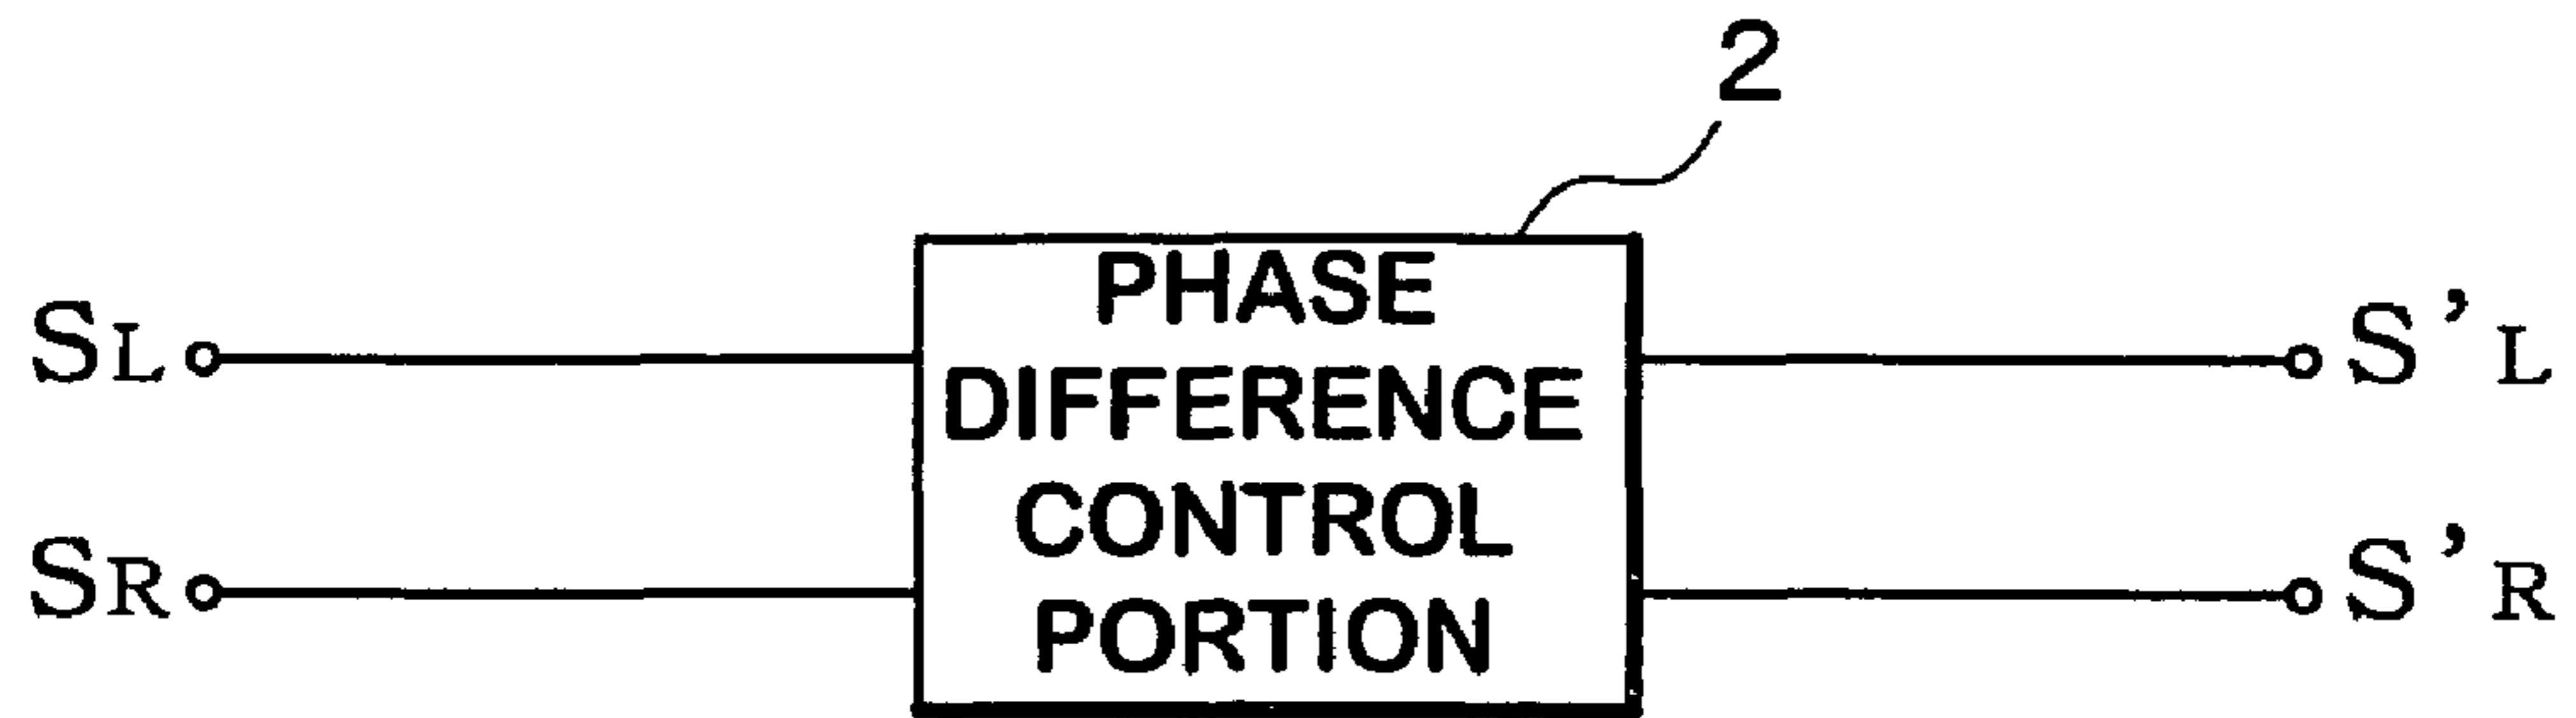 2
PHASE
SL
S'L
DIFFERENCE
CONTROL
SR
S'R
PORTION